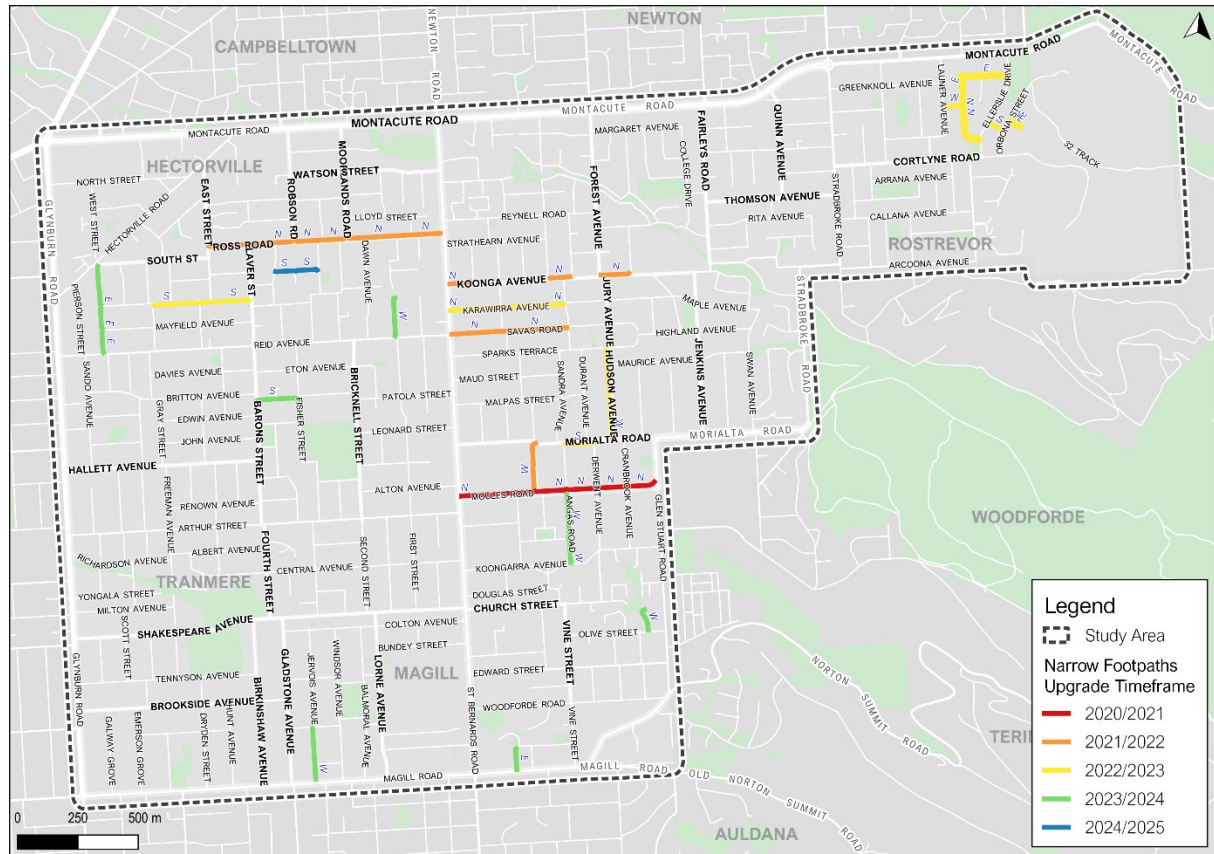 NEWTON
CAMPBELLTOWN
NEWTON ROAD
MONTACUTE ROAD
MONTACUTE ROAD
MONTACUTE ROAD
MONTACUTE ROAD
MONTACUTE ROAD
GREENKNOLL AVENUE
LAUNER AVENUE
ELLERSLIE DRIVE
ORBONA STREET
E
N
N
S
W
QUINN AVENUE
FAIRLEYS ROAD
MARGARET AVENUE
COLLEGE DRIVE
FOREST AVENUE
HECTORVILLE
MOORLANDS ROAD
WATSON STREET
ROBSON RD
EAST STREET
NORTH STREET
WEST STREET
HECTORVILLE ROAD
CORTLYNE ROAD
32 TRACK
ARRANA AVENUE
THOMSON AVENUE
STRADBROKE ROAD
RITA AVENUE
CALLANA AVENUE
ROSTREVOR
ARCOONA AVENUE
LLOYD STREET
REYNELL ROAD
GLYNBURN ROAD
ROSS ROAD
N N N N N
STRATHEARN AVENUE
SOUTH ST
LAVER ST
DAWN AVENUE
S S
N N N
KOONGA AVENUE
JURY AVENUE
PIERSON STREET
E
E
E
S S
N N
KARAWIRRA AVENUE
MAPLE AVENUE
STRADBROKE ROAD
MAYFIELD AVENUE
W
N N
SAVAS ROAD
HIGHLAND AVENUE
REID AVENUE
SPARKS TERRACE
HUDSON AVENUE
MAURICE AVENUE
JENKINS AVENUE
SWAN AVENUE
SANDO AVENUE
DAVIES AVENUE
ETON AVENUE
BRICKNELL STREET
MAUD STREET
SANDRA AVENUE
DURANT AVENUE
BRITTON AVENUE
S
PATOLA STREET
MALPAS STREET
GRAY STREET
EDWIN AVENUE
BARONS STREET
FISHER STREET
JOHN AVENUE
LEONARD STREET
S
W
MORIALTA ROAD
MORIALTA ROAD
HALLETT AVENUE
DERWENT AVENUE
CRANBROOK AVENUE
W
FREEMAN AVENUE
ALTON AVENUE
N N N N N
MOULES ROAD
GLEN STUART ROAD
RENOWN AVENUE
ARTHUR STREET
FOURTH STREET
ANGAS ROAD
W
W
WOODFORDE
RICHARDSON AVENUE
ALBERT AVENUE
SECOND STREET
FIRST STREET
CENTRAL AVENUE
KOONGARRA AVENUE
TRANMERE
YONGALA STREET
DOUGLAS STREET
MILTON AVENUE
CHURCH STREET
SCOTT STREET
SHAKESPEARE AVENUE
COLTON AVENUE
W
OLIVE STREET
VINE STREET
GLYNBURN ROAD
GLADSTONE AVENUE
JERVOIS AVENUE
WINDSOR AVENUE
LORNE AVENUE
BUNDEY STREET
MAGILL
EDWARD STREET
TENNYSON AVENUE
BROOKSIDE AVENUE
BIRKINSHAW AVENUE
BALMORAL AVENUE
ST BERNARDS ROAD
WOODFORDE ROAD
VINE STREET
GALWAY GROVE
EMERSON GROVE
DRYDEN STREET
HUNT AVENUE
W
E
MAGILL ROAD
MAGILL ROAD
OLD NORTON SUMMIT ROAD
NORTON SUMMIT ROAD
AULDANA
0 250 500 m
Legend
Study Area
Narrow Footpaths
Upgrade Timeframe
2020/2021
2021/2022
2022/2023
2023/2024
2024/2025